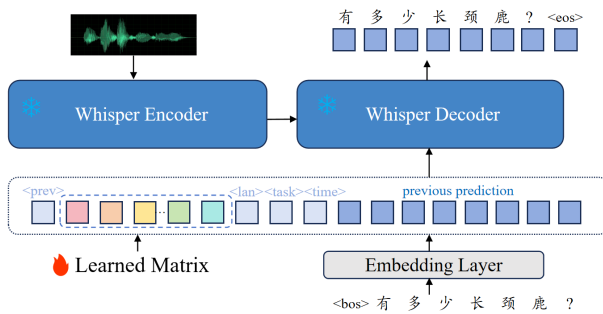 有 多 少 长 颈 鹿 ? <eos>
Whisper Encoder
Whisper Decoder
<prev>
<lan><task><time>
previous prediction
...
Learned Matrix
Embedding Layer
<bos> 有 多 少 长 颈 鹿 ?